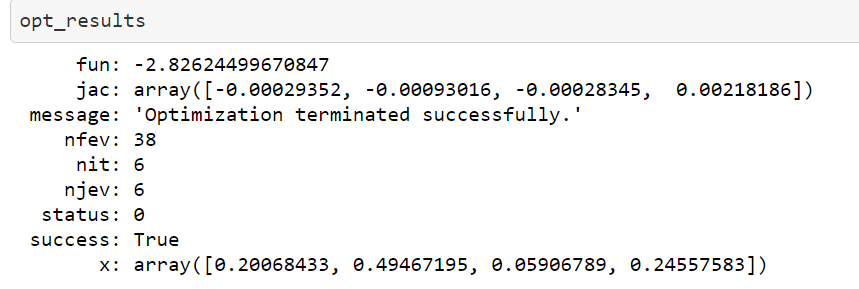 opt_results
fun: -2.82624499670847
jac: array([-0.00029352, -0.00093016, -0.00028345,  0.00218186])
message: 'Optimization terminated successfully.'
nfev: 38
nit: 6
njev: 6
status: 0
success: True
x: array([0.20068433, 0.49467195, 0.05906789, 0.24557583])